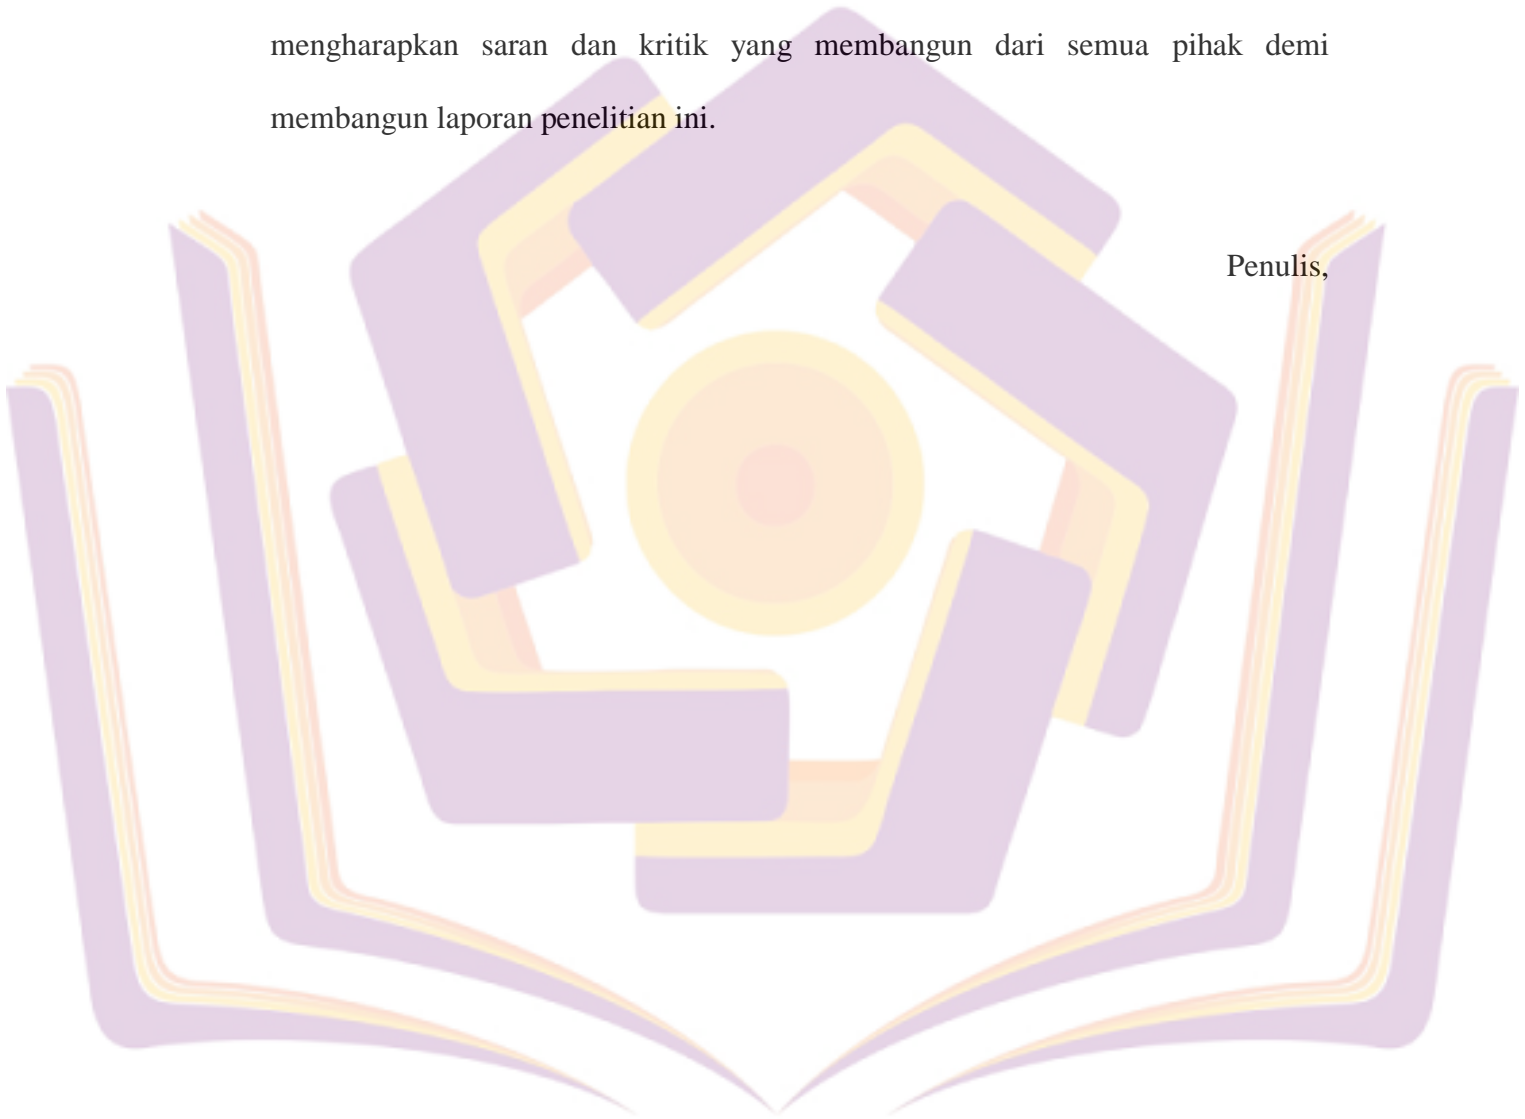 mengharapkan saran dan kritik yang membangun dari semua pihak demi
membangun laporan penelitian ini.
Penulis,